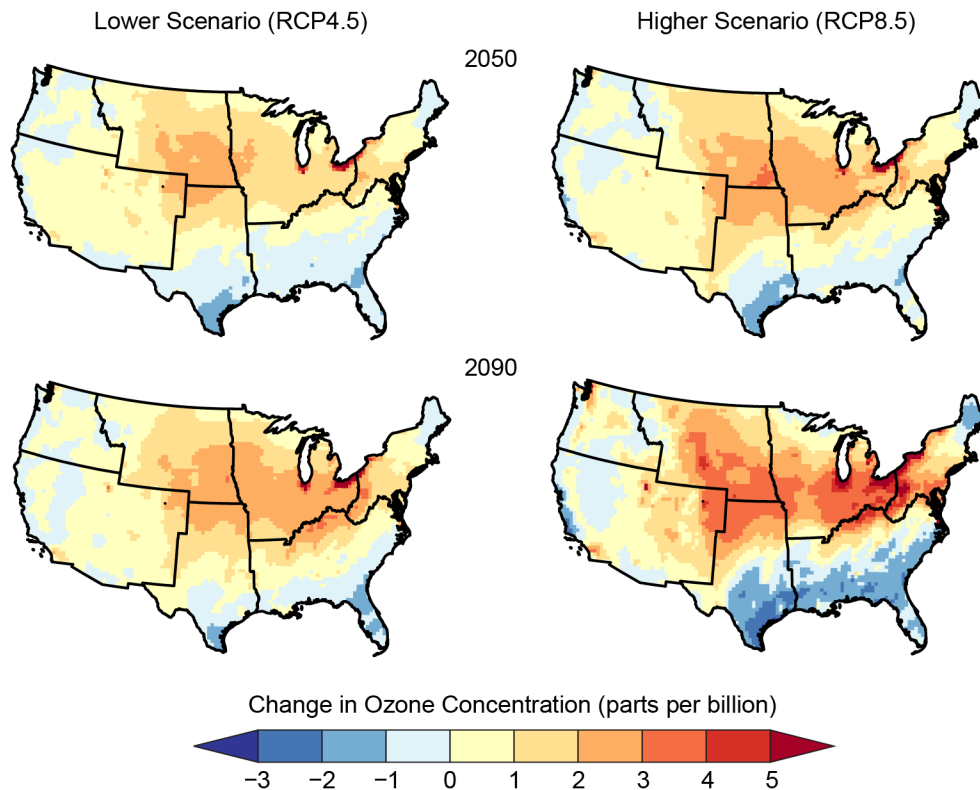 Lower Scenario (RCP4.5)
Higher Scenario (RCP8.5)
2050
2090
Change in Ozone Concentration (parts per billion)
−3 −2 −1 0 1 2 3 4 5